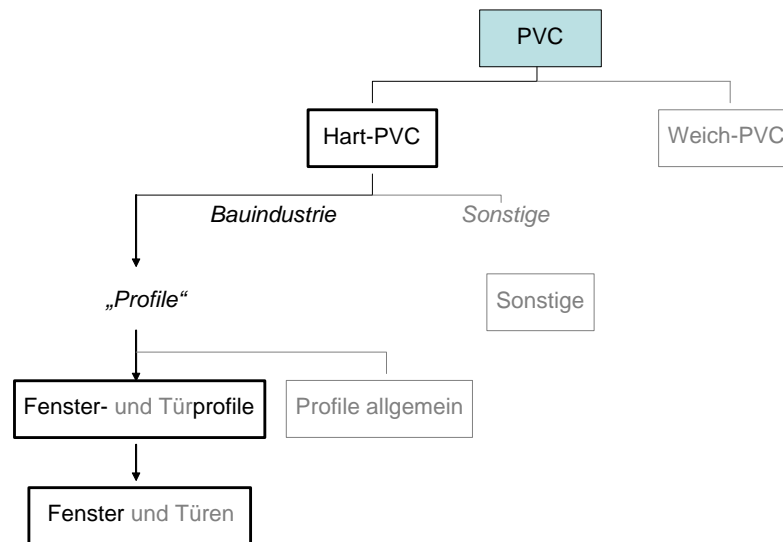 PVC
Hart-PVC
Weich-PVC
Bauindustrie
Sonstige
„Profile“
Sonstige
Fenster- und Türprofile
Profile allgemein
Fenster und Türen